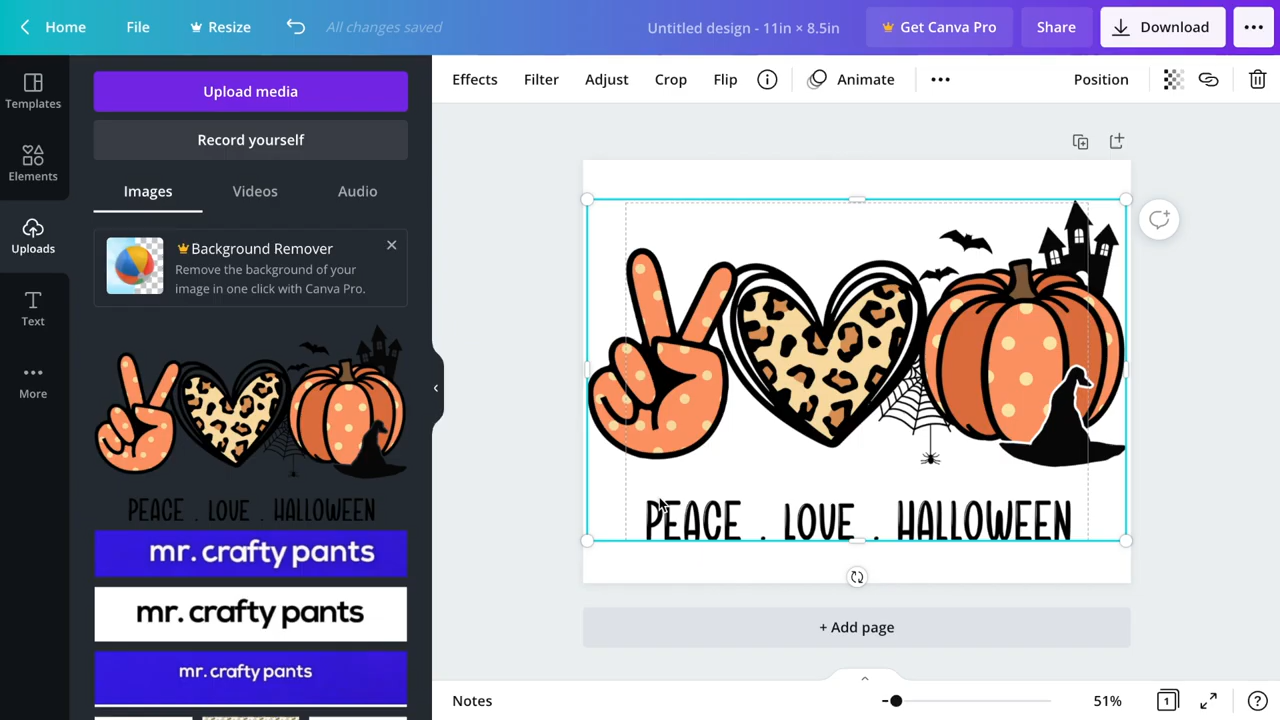 Home File Resize All changes saved Untitled design - 11in × 8.5in Get Canva Pro Share Download
Effects Filter Adjust Crop Flip Animate Position
Templates
Elements
Uploads
Text
More
Upload media
Record yourself
Images Videos Audio
Background Remover
Remove the background of your
image in one click with Canva Pro.
PEACE . LOVE . HALLOWEEN
mr. crafty pants
mr. crafty pants
mr. crafty pants
PEACE . LOVE . HALLOWEEN
+ Add page
Notes 51% 1